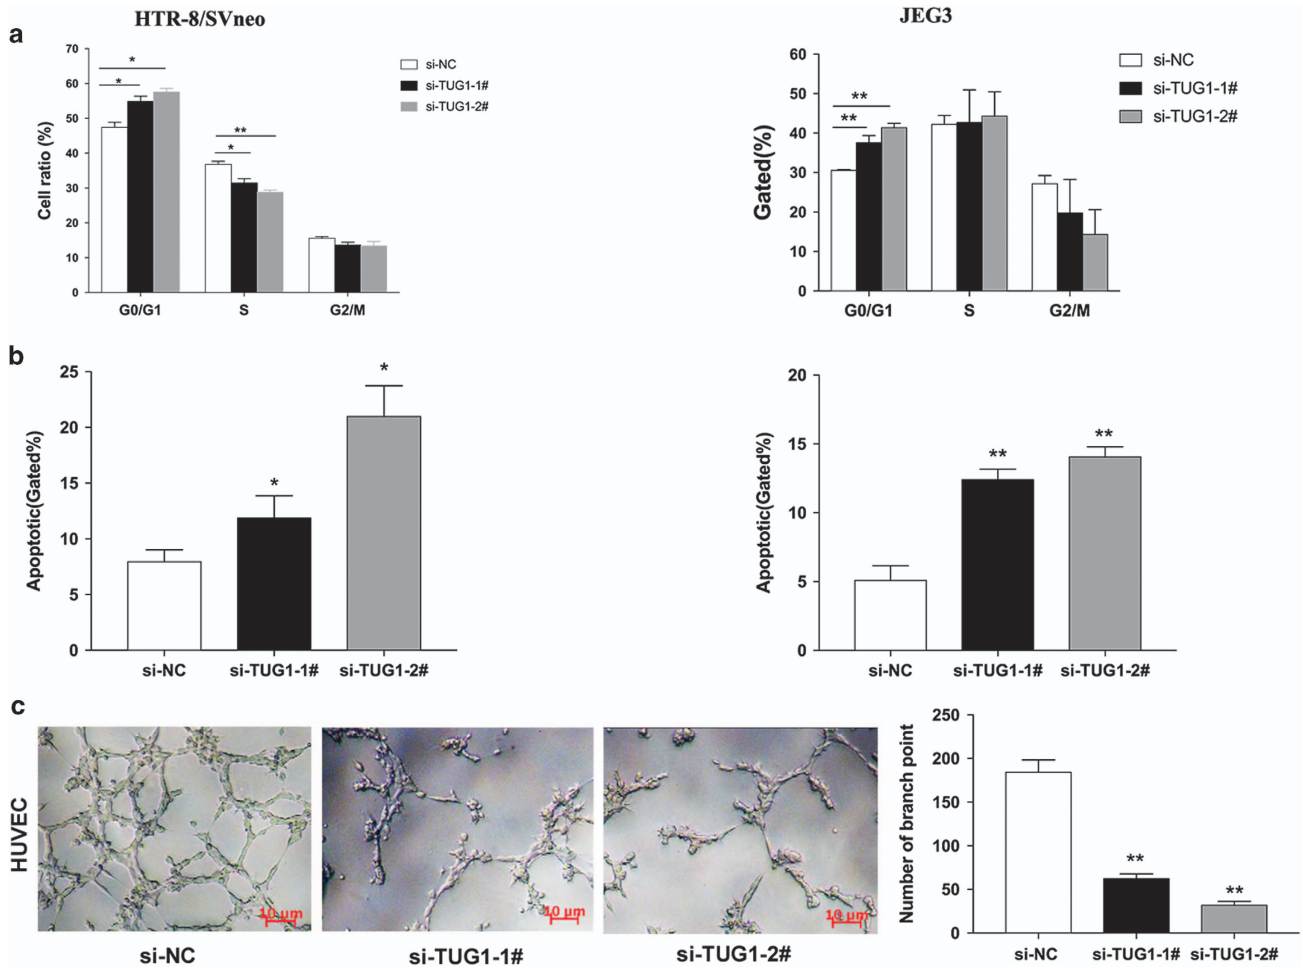 HTR-8/SVneo
JEG3
a
70
60
50
40
30
20
10
0
Cell ratio (%)
*
*
**
*
G0/G1 S G2/M
si-NC
si-TUG1-1#
si-TUG1-2#
60
50
40
30
20
10
0
Gated(%)
**
**
G0/G1 S G2/M
si-NC
si-TUG1-1#
si-TUG1-2#
b
25
20
15
10
5
0
Apoptotic(Gated%)
*
*
si-NC si-TUG1-1# si-TUG1-2#
20
15
10
5
0
Apoptotic(Gated%)
**
**
si-NC si-TUG1-1# si-TUG1-2#
c
HUVEC
10 μm
10 μm
10 μm
si-NC si-TUG1-1# si-TUG1-2#
250
200
150
100
50
0
Number of branch point
**
**
si-NC si-TUG1-1# si-TUG1-2#